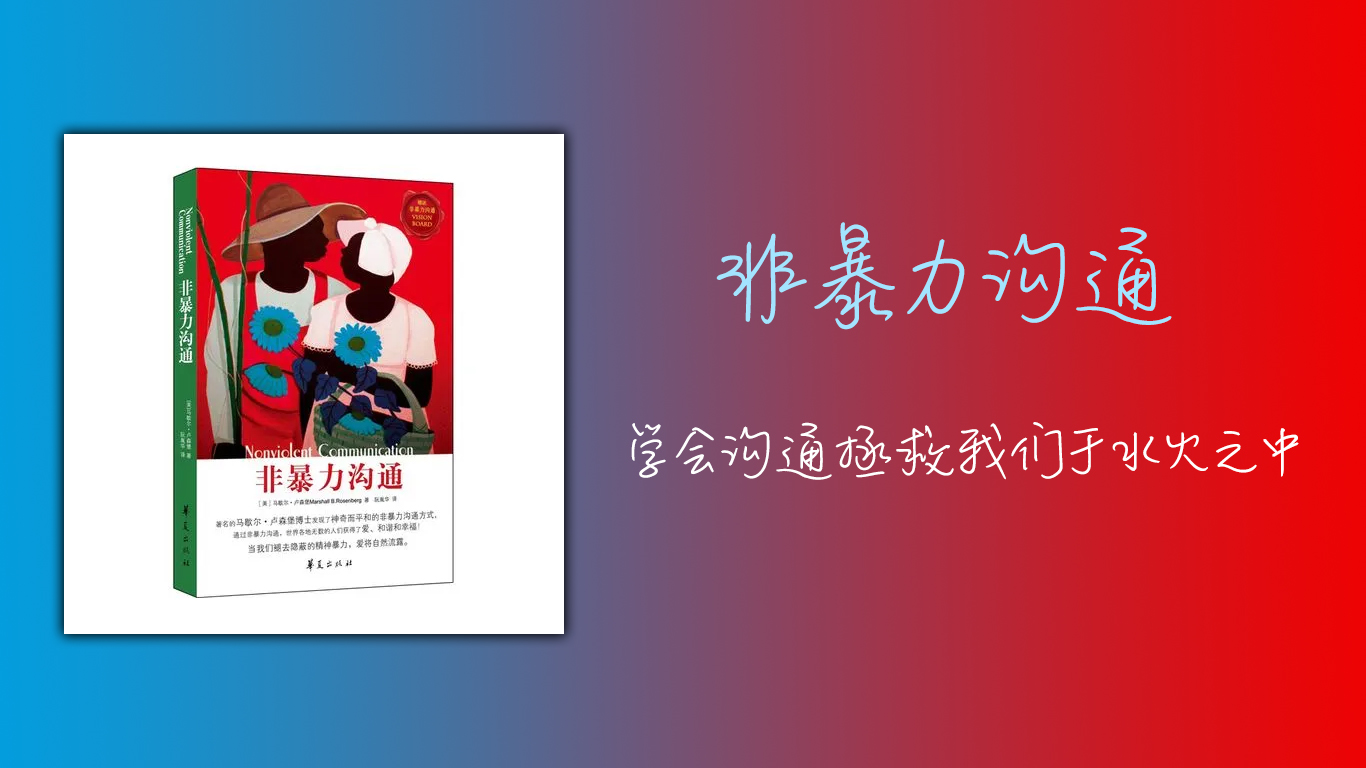 Nonviolent
Communication
非暴力沟通
[美]马歇尔·卢森堡 著
阮胤华 译
华夏出版社
赠送
非暴力沟通
VISION
BOARD
Nonviolent Communication
非暴力沟通
[美] 马歇尔·卢森堡Marshall B.Rosenberg 著 阮胤华 译
著名的马歇尔·卢森堡博士发现了神奇而平和的非暴力沟通方式,
通过非暴力沟通,世界各地无数的人们获得了爱、和谐和幸福!
当我们褪去隐蔽的精神暴力,爱将自然流露。
华夏出版社
非暴力沟通
学会沟通拯救我们于水火之中